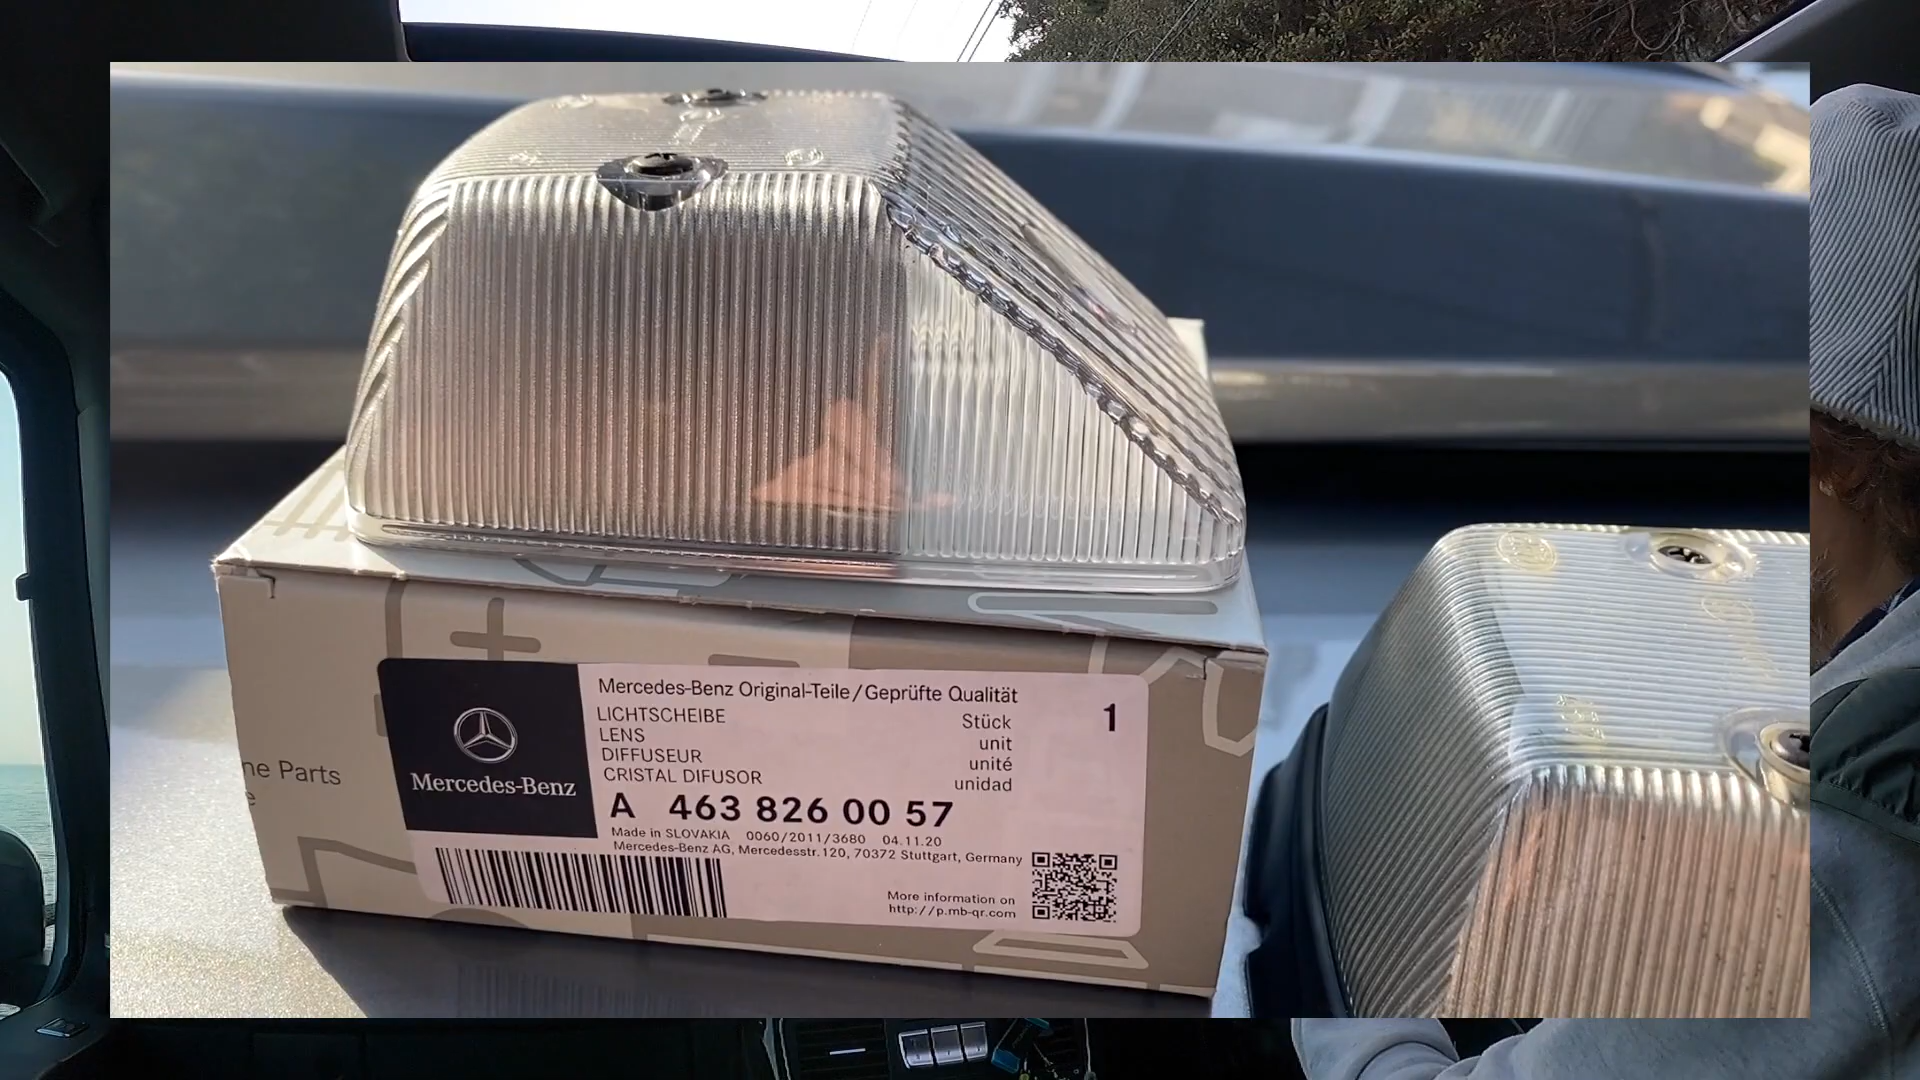 Mercedes-Benz Original-Teile/Geprüfte Qualität
LICHTSCHEIBE Stück 1
LENS unit
DIFFUSEUR unité
CRISTAL DIFUSOR unidad
A 463 826 00 57
Made in SLOVAKIA 0060/2011/3680 04.11.20
Mercedes-Benz AG, Mercedesstr.120, 70372 Stuttgart, Germany
More information on
http://p.mb-qr.com
Mercedes-Benz
Parts